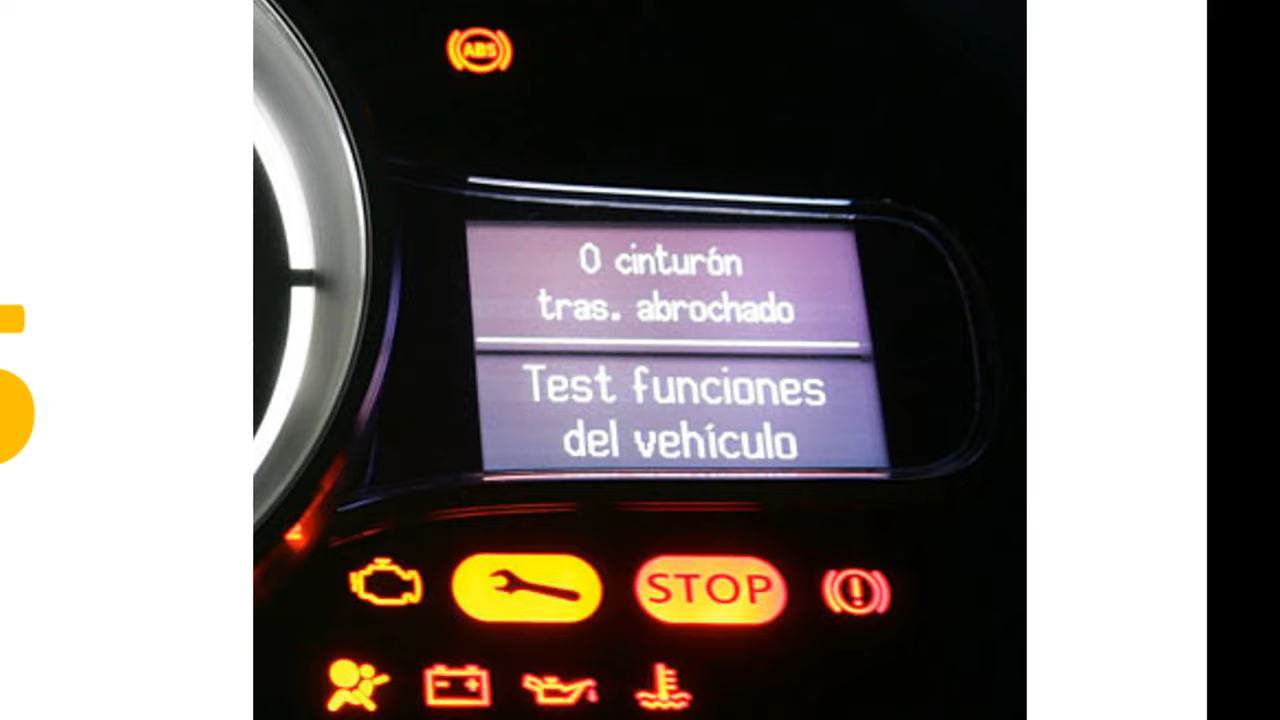 ABS
0 cinturón
tras. abrochado
Test funciones
del vehículo
STOP